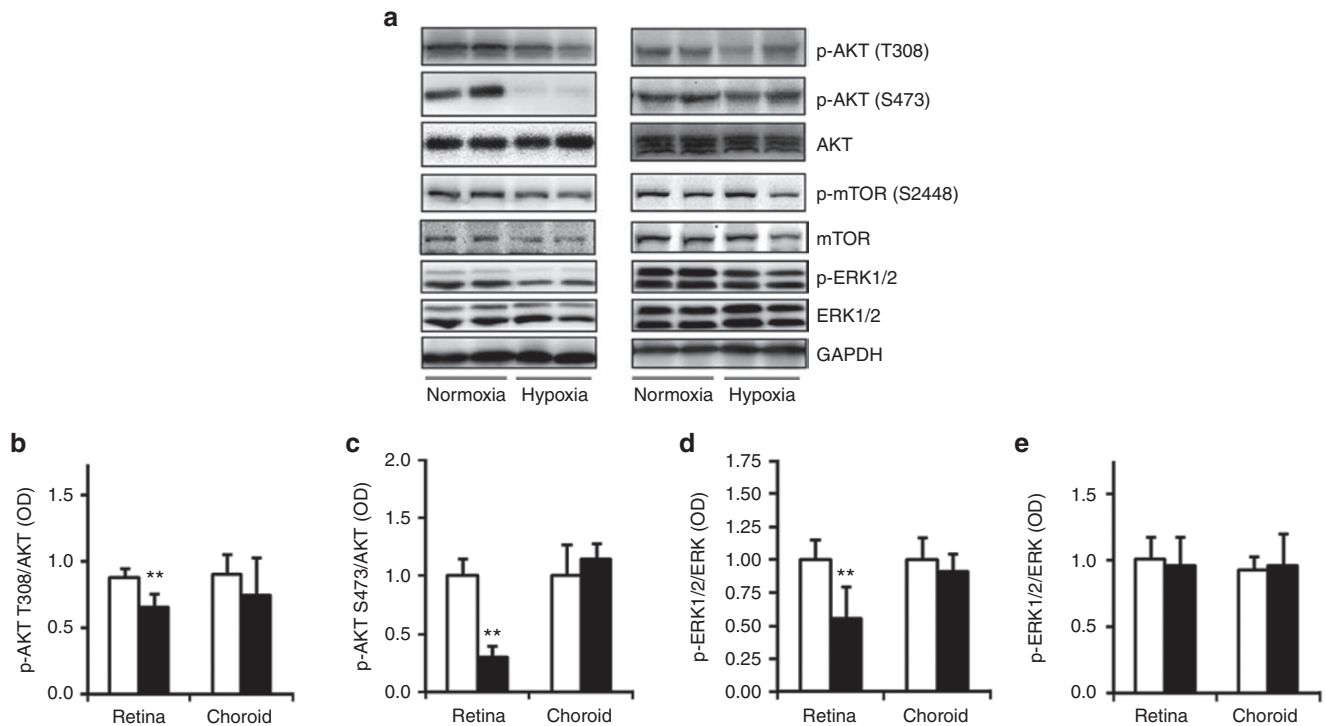 a
p-AKT (T308)
p-AKT (S473)
AKT
p-mTOR (S2448)
mTOR
p-ERK1/2
ERK1/2
GAPDH
Normoxia Hypoxia Normoxia Hypoxia
b
p-AKT T308/AKT (OD)
1.5
1.0
0.5
0.0
**
Retina Choroid
c
p-AKT S473/AKT (OD)
2.0
1.5
1.0
0.5
0.0
**
Retina Choroid
d
p-ERK1/2/ERK (OD)
1.75
1.50
1.25
1.00
0.75
0.50
0.25
0.00
**
Retina Choroid
e
p-ERK1/2/ERK (OD)
1.5
1.0
0.5
0.0
Retina Choroid